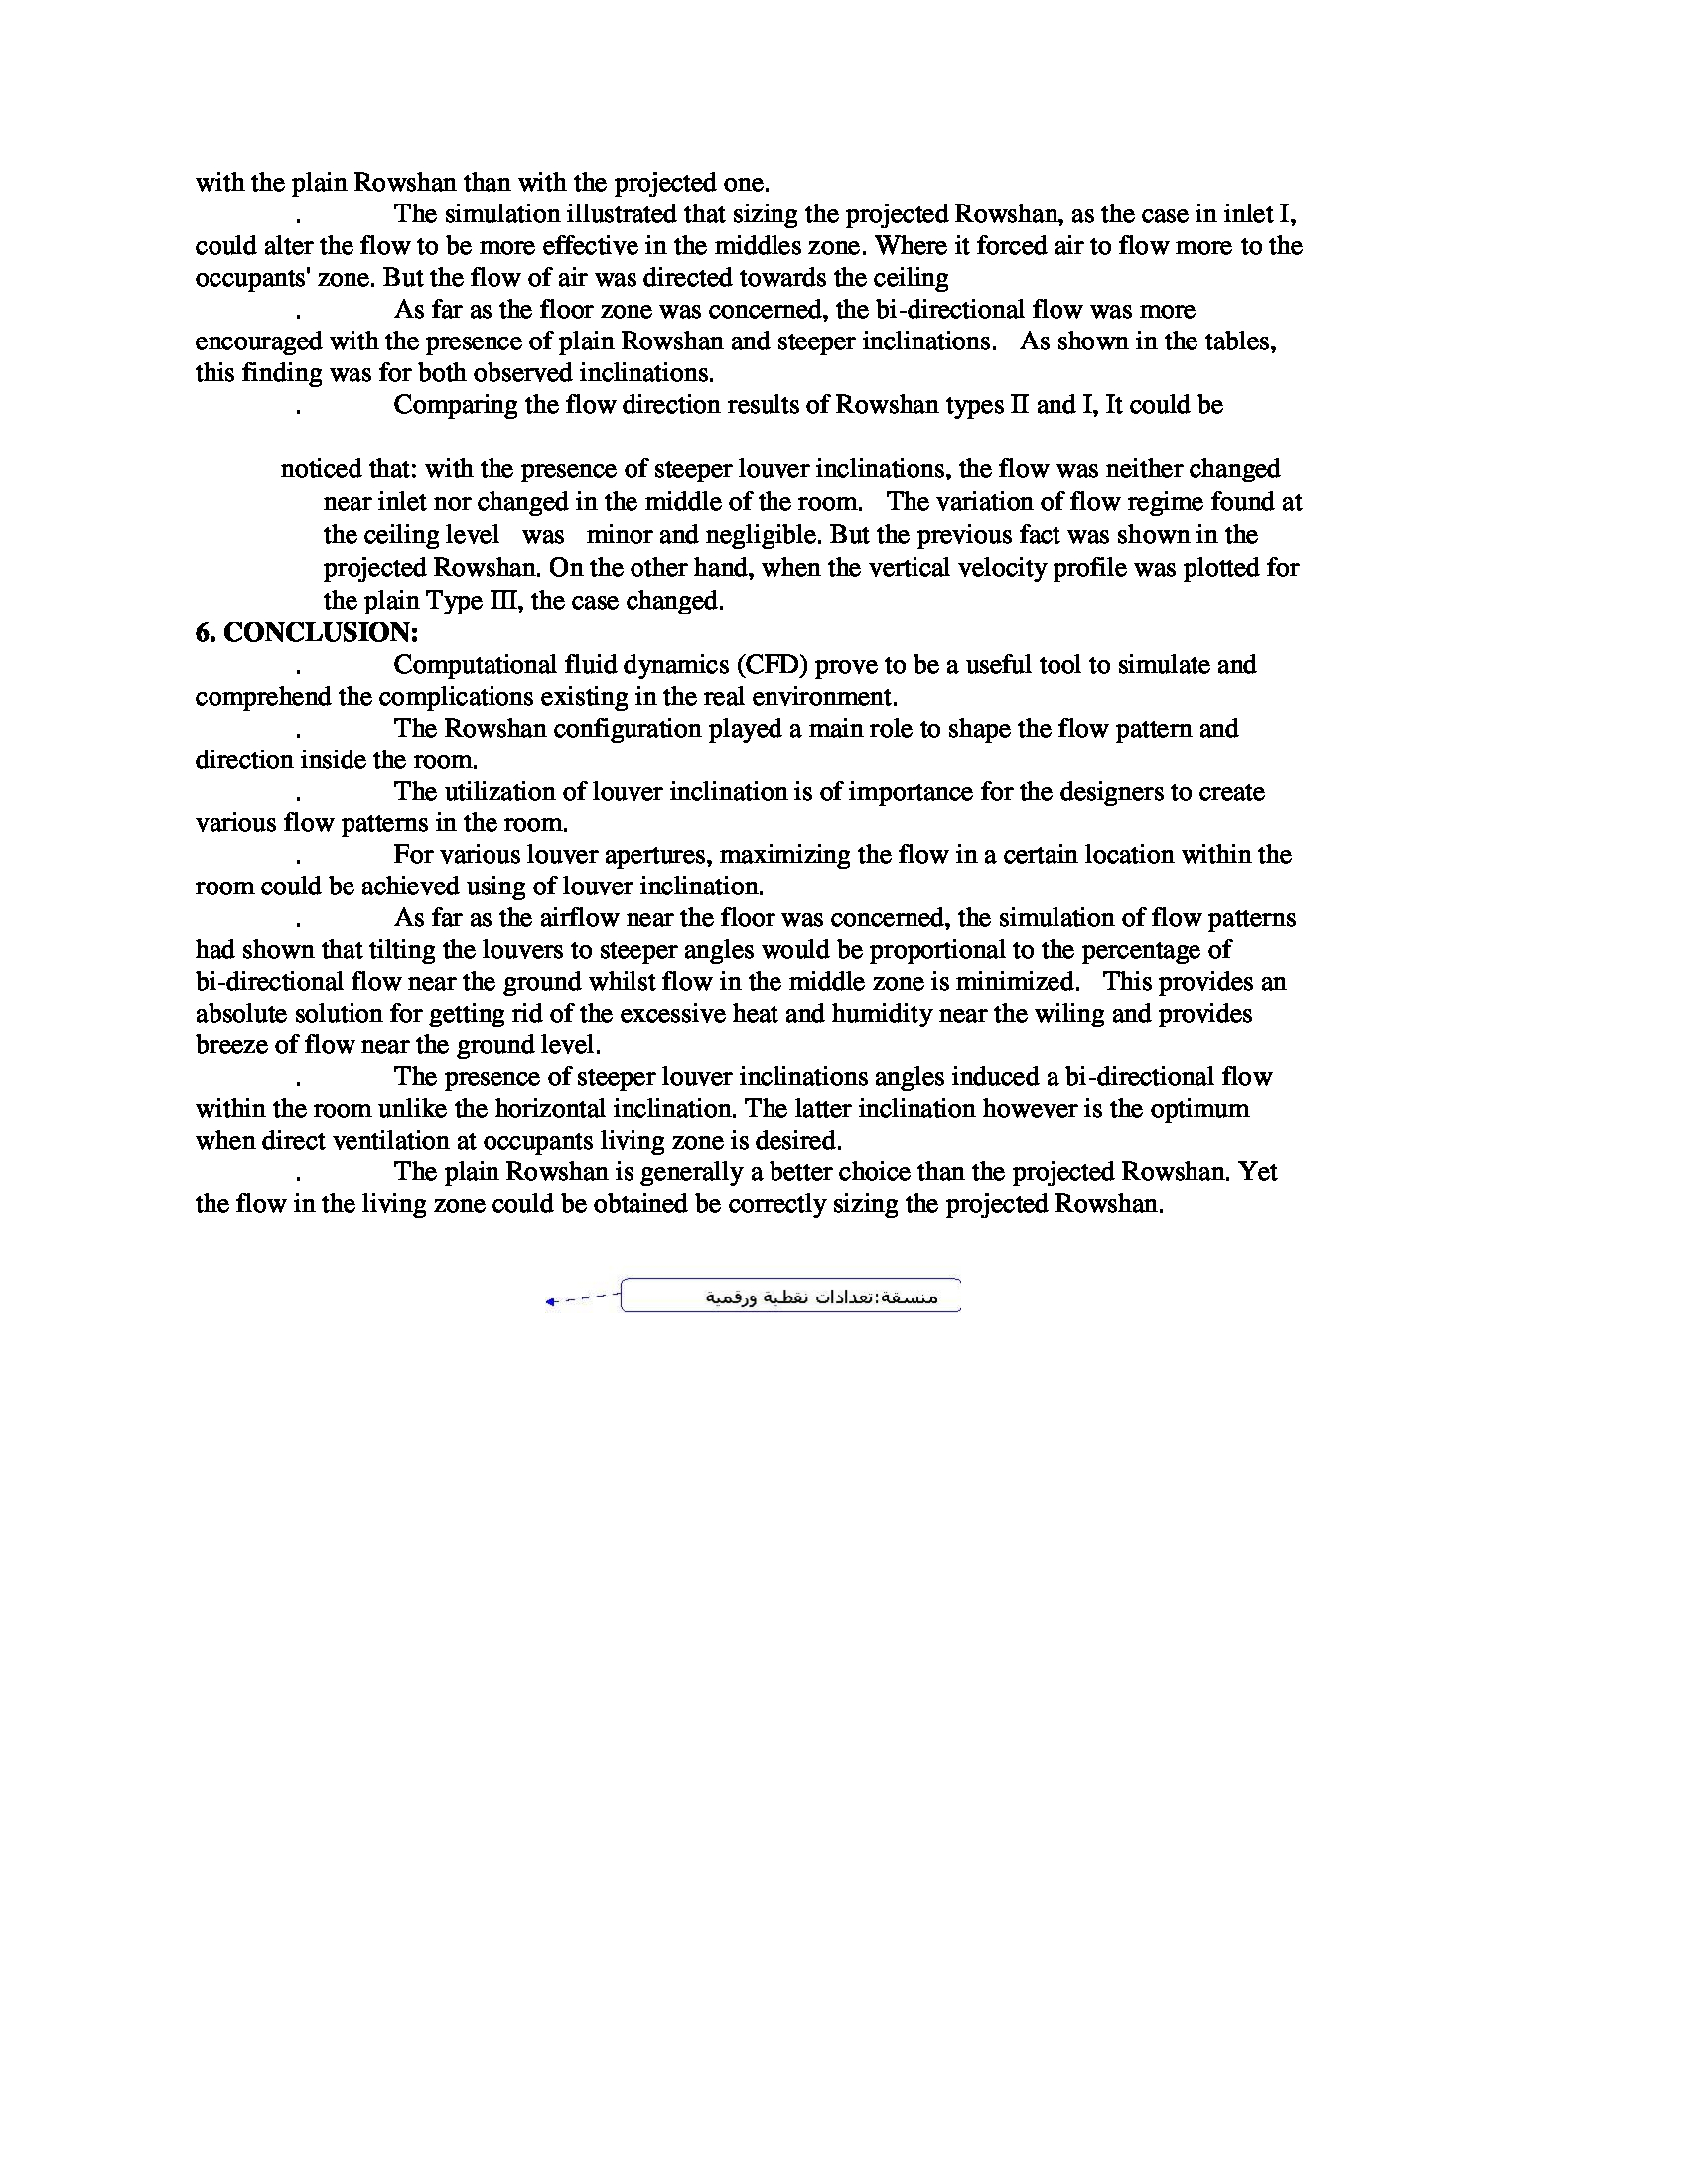 with the plain Rowshan than with the projected one.
. The simulation illustrated that sizing the projected Rowshan, as the case in inlet I,
could alter the flow to be more effective in the middles zone. Where it forced air to flow more to the
occupants' zone. But the flow of air was directed towards the ceiling
. As far as the floor zone was concerned, the bi-directional flow was more
encouraged with the presence of plain Rowshan and steeper inclinations. As shown in the tables,
this finding was for both observed inclinations.
. Comparing the flow direction results of Rowshan types II and I, It could be
noticed that: with the presence of steeper louver inclinations, the flow was neither changed
near inlet nor changed in the middle of the room. The variation of flow regime found at
the ceiling level was minor and negligible. But the previous fact was shown in the
projected Rowshan. On the other hand, when the vertical velocity profile was plotted for
the plain Type III, the case changed.
6. CONCLUSION:
. Computational fluid dynamics (CFD) prove to be a useful tool to simulate and
comprehend the complications existing in the real environment.
. The Rowshan configuration played a main role to shape the flow pattern and
direction inside the room.
. The utilization of louver inclination is of importance for the designers to create
various flow patterns in the room.
. For various louver apertures, maximizing the flow in a certain location within the
room could be achieved using of louver inclination.
. As far as the airflow near the floor was concerned, the simulation of flow patterns
had shown that tilting the louvers to steeper angles would be proportional to the percentage of
bi-directional flow near the ground whilst flow in the middle zone is minimized. This provides an
absolute solution for getting rid of the excessive heat and humidity near the wiling and provides
breeze of flow near the ground level.
. The presence of steeper louver inclinations angles induced a bi-directional flow
within the room unlike the horizontal inclination. The latter inclination however is the optimum
when direct ventilation at occupants living zone is desired.
. The plain Rowshan is generally a better choice than the projected Rowshan. Yet
the flow in the living zone could be obtained be correctly sizing the projected Rowshan.
منسقة:تعدادات نقطية ورقمية